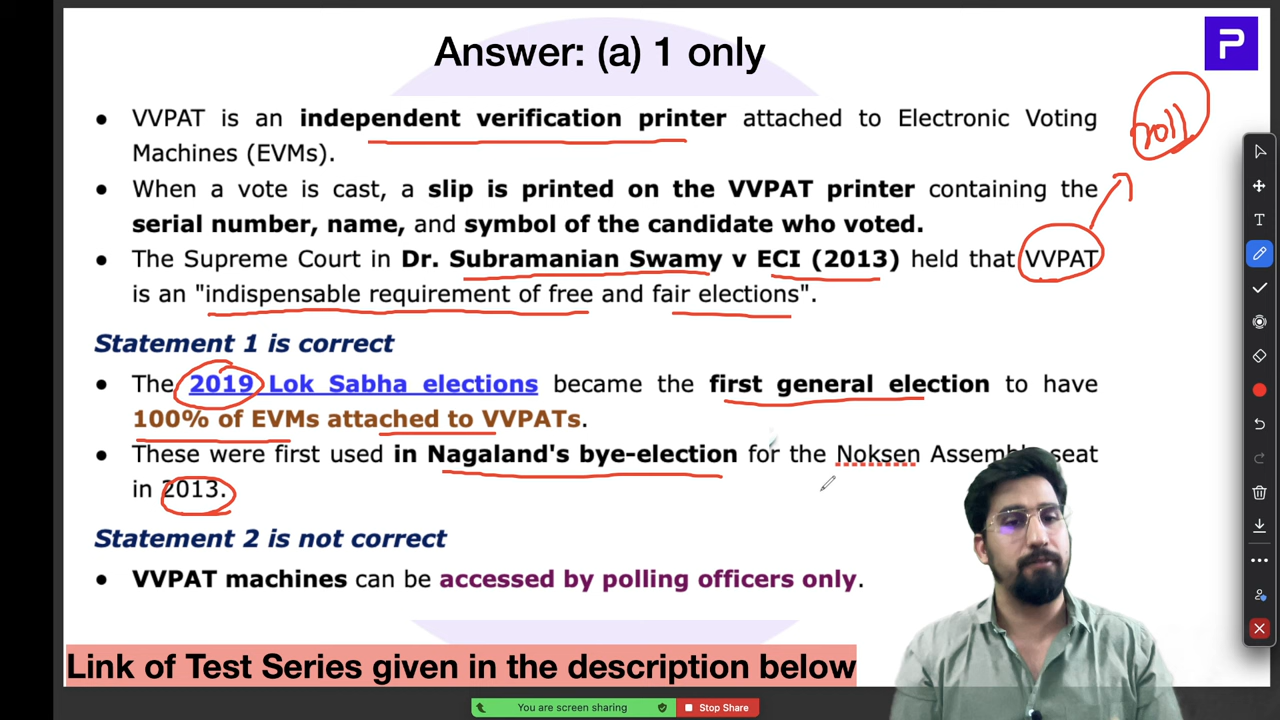 Answer: (a) 1 only
P
● VVPAT is an independent verification printer attached to Electronic Voting
Machines (EVMs).
roll
● When a vote is cast, a slip is printed on the VVPAT printer containing the
serial number, name, and symbol of the candidate who voted.
● The Supreme Court in Dr. Subramanian Swamy v ECI (2013) held that VVPAT
is an "indispensable requirement of free and fair elections".
Statement 1 is correct
● The 2019 Lok Sabha elections became the first general election to have
100% of EVMs attached to VVPATs.
● These were first used in Nagaland's bye-election for the Noksen Assembly seat
in 2013.
Statement 2 is not correct
● VVPAT machines can be accessed by polling officers only.
Link of Test Series given in the description below
You are screen sharing Stop Share